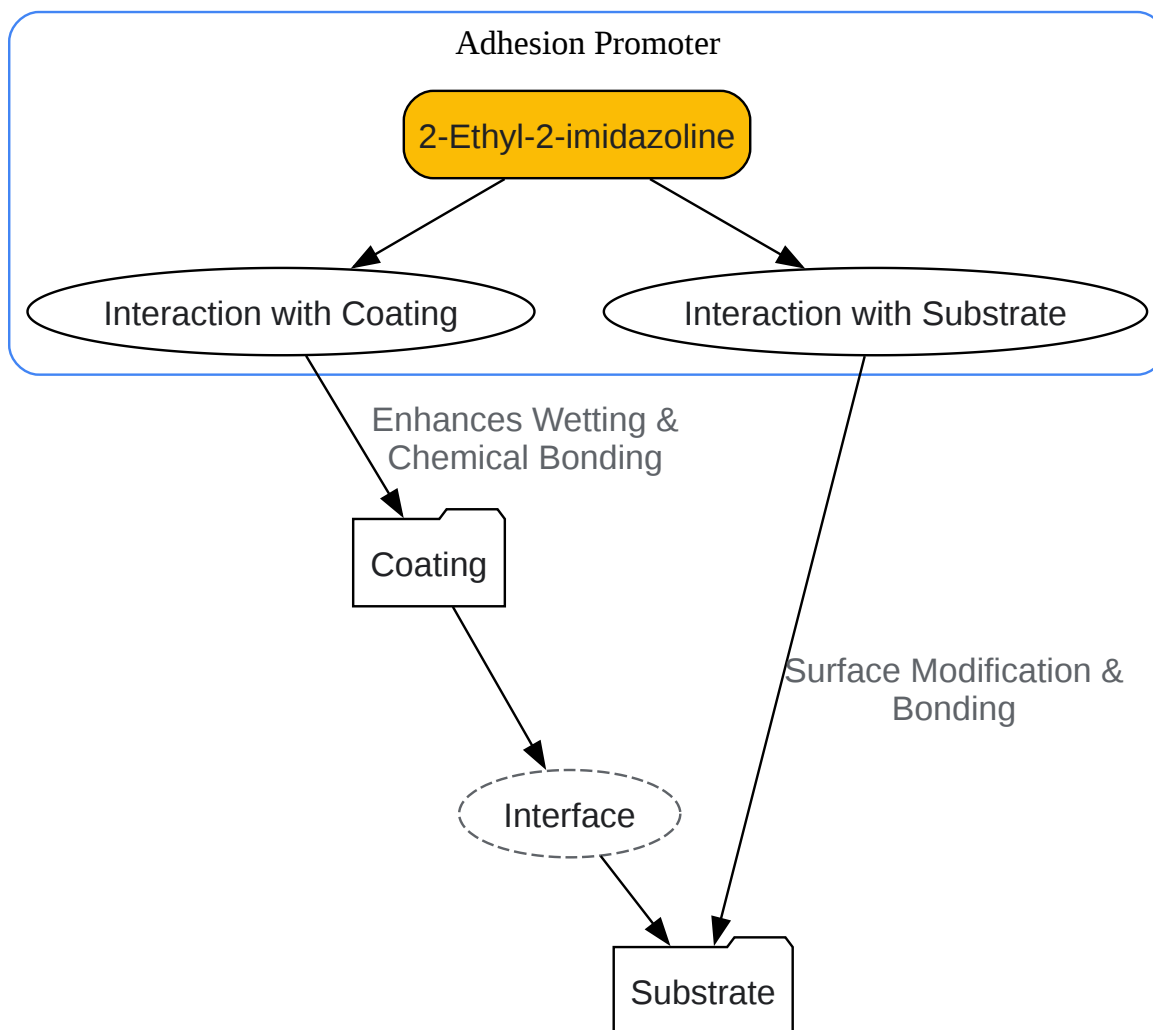 Adhesion Promoter
2-Ethyl-2-imidazoline
Interaction with Coating
Interaction with Substrate
Enhances Wetting &
Chemical Bonding
Coating
Surface Modification &
Bonding
Interface
Substrate